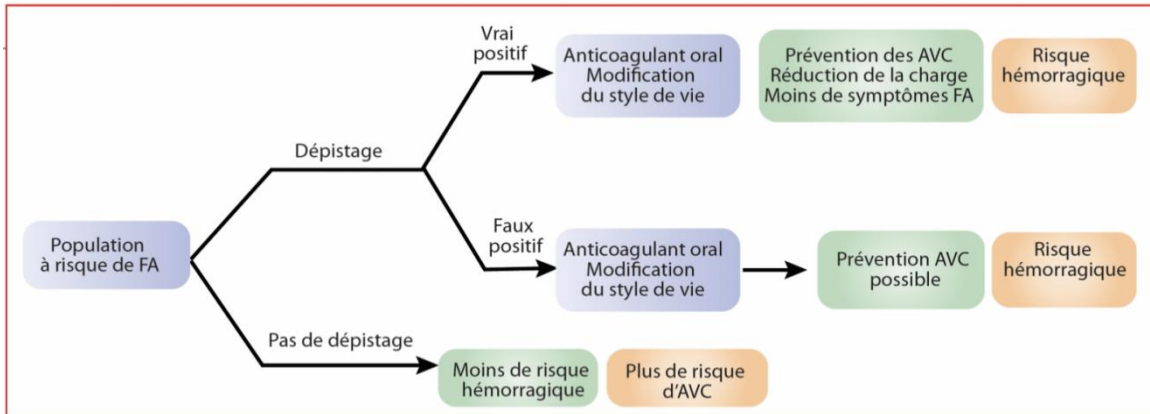 Vrai
positif
Anticoagulant oral
Modification
du style de vie
Prévention des AVC
Réduction de la charge
Moins de symptômes FA
Risque
hémorragique
Dépistage
Population
à risque de FA
Faux
positif
Anticoagulant oral
Modification
du style de vie
Prévention AVC
possible
Risque
hémorragique
Pas de dépistage
Moins de risque
hémorragique
Plus de risque
d'AVC